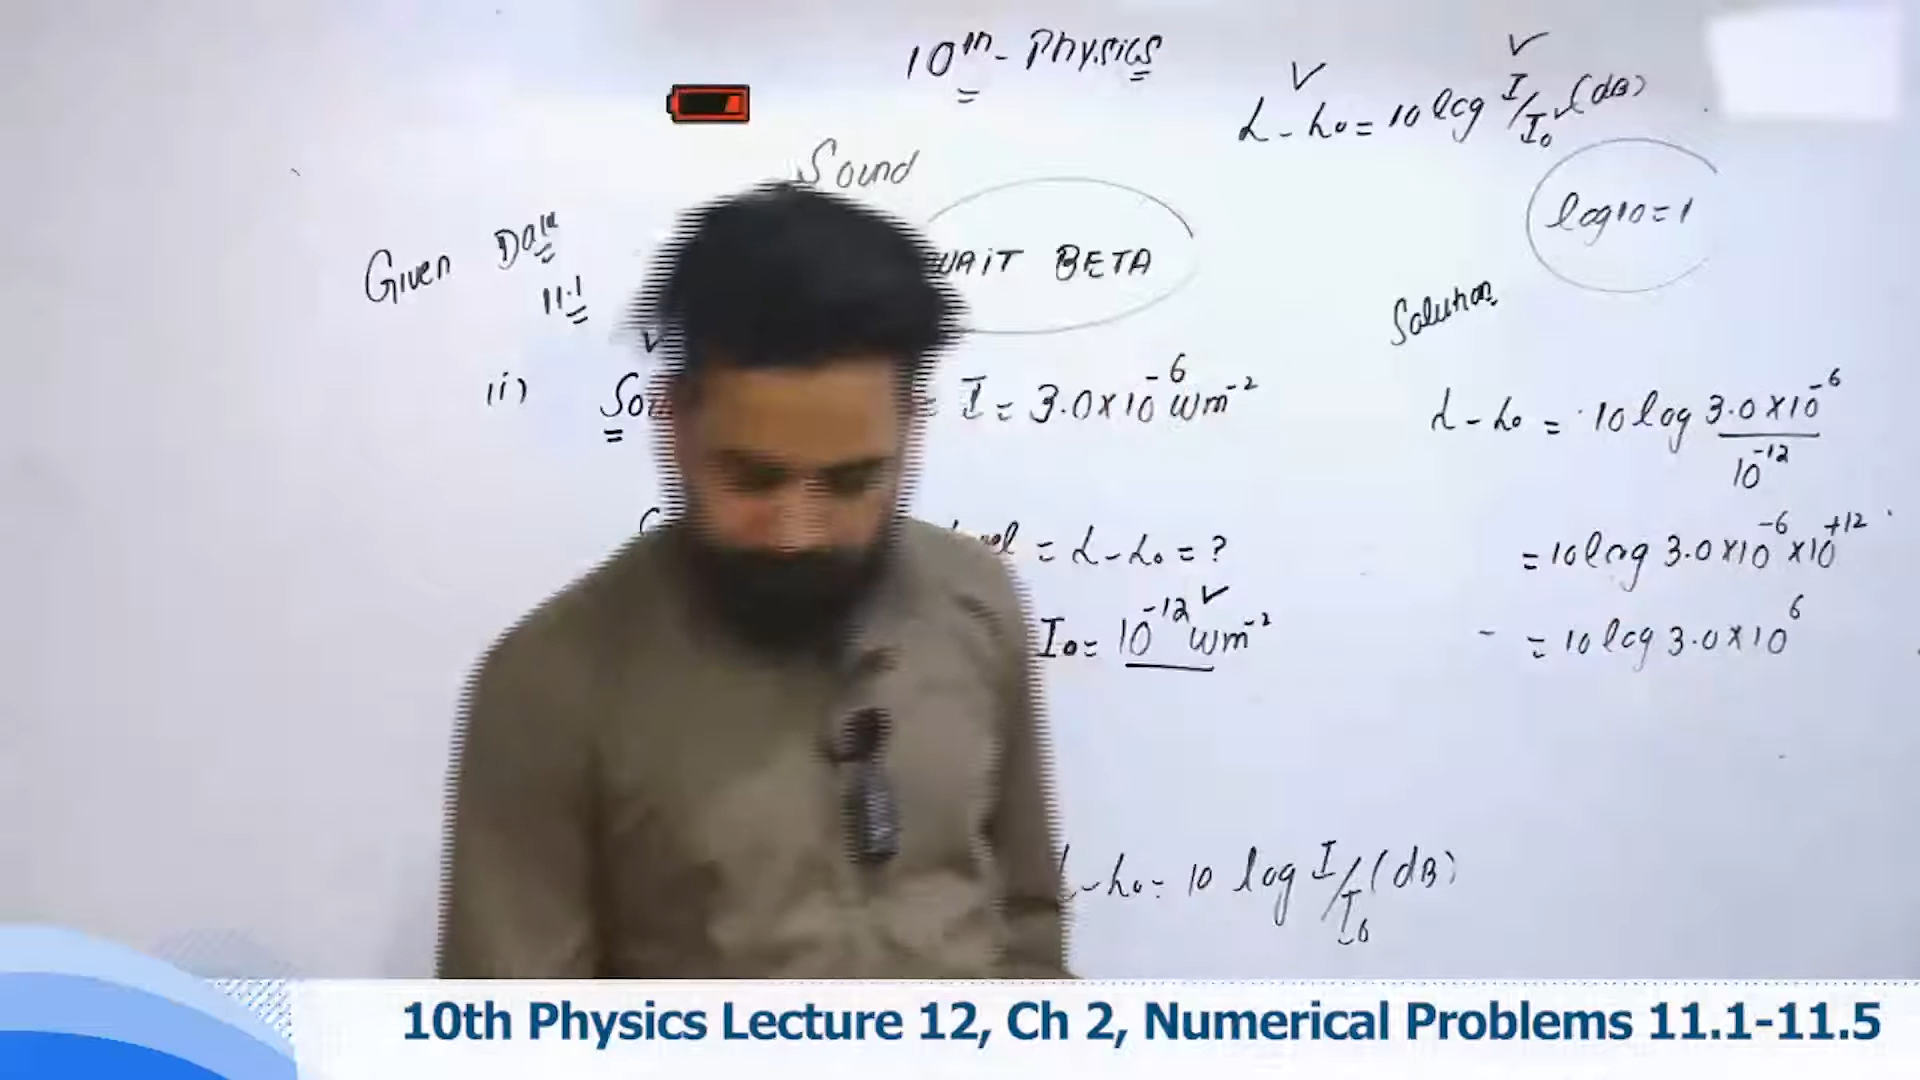 10th - Physics
L - L₀ = 10 log I/I₀ (dB)
Sound
log10 = 1
Given Data
11.1
WAIT BETA
Solution
(i)
I = 3.0×10⁻⁶ Wm⁻²
L - L₀ = 10 log 3.0×10⁻⁶/10⁻¹²
= L - L₀ = ?
= 10 log 3.0×10⁻⁶×10⁺¹²
I₀ = 10⁻¹² Wm⁻²
= 10 log 3.0×10⁶
L - L₀ = 10 log I/I₀ (dB)
10th Physics Lecture 12, Ch 2, Numerical Problems 11.1-11.5